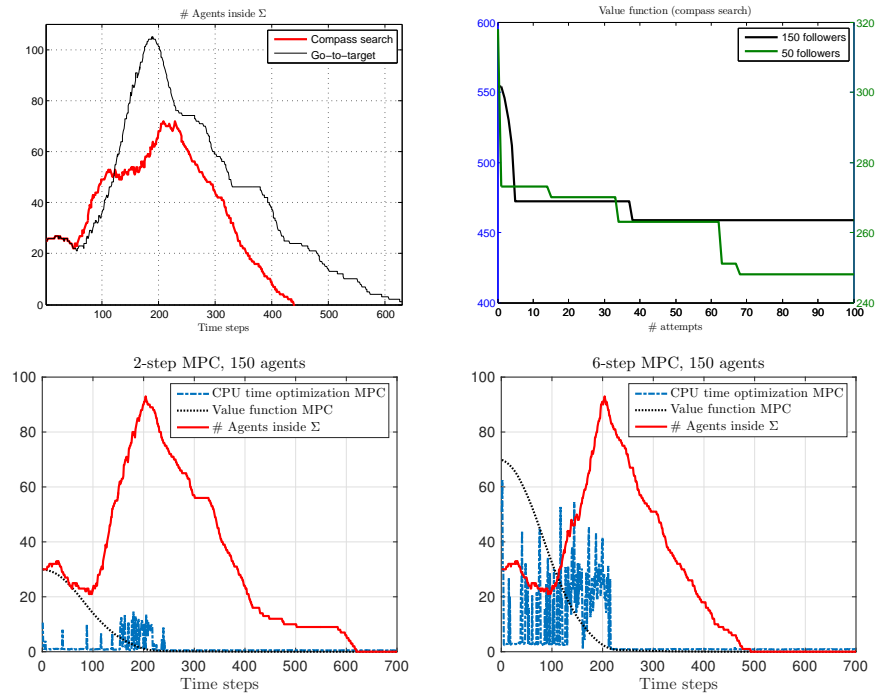 # Agents inside Σ
Compass search
Go−to−target
100
80
60
40
20
0
100 200 300 400 500 600
Time steps
Value function (compass search)
150 followers
50 followers
600
550
500
450
400
320
300
280
260
240
0 10 20 30 40 50 60 70 80 90 100
# attempts
2-step MPC, 150 agents
CPU time optimization MPC
Value function MPC
# Agents inside Σ
100
80
60
40
20
0
0 100 200 300 400 500 600 700
Time steps
6-step MPC, 150 agents
CPU time optimization MPC
Value function MPC
# Agents inside Σ
100
80
60
40
20
0
0 100 200 300 400 500 600 700
Time steps